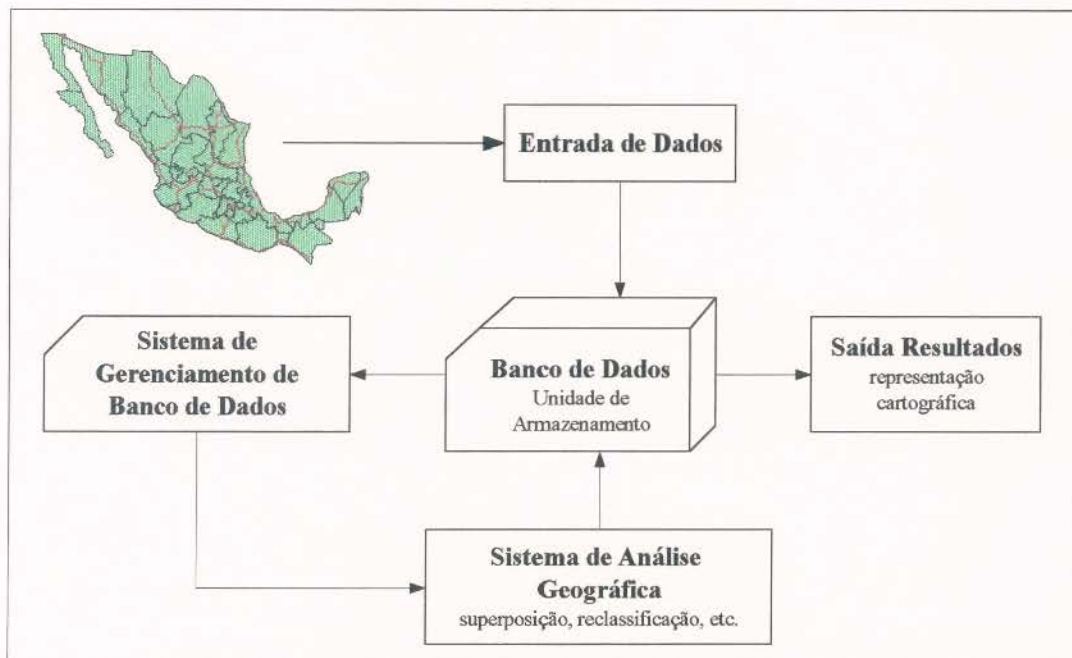 Entrada de Dados
Sistema de
Gerenciamento de
Banco de Dados
Banco de Dados
Unidade de
Armazenamento
Saída Resultados
representação
cartográfica
Sistema de Análise
Geográfica
superposição, reclassificação, etc.